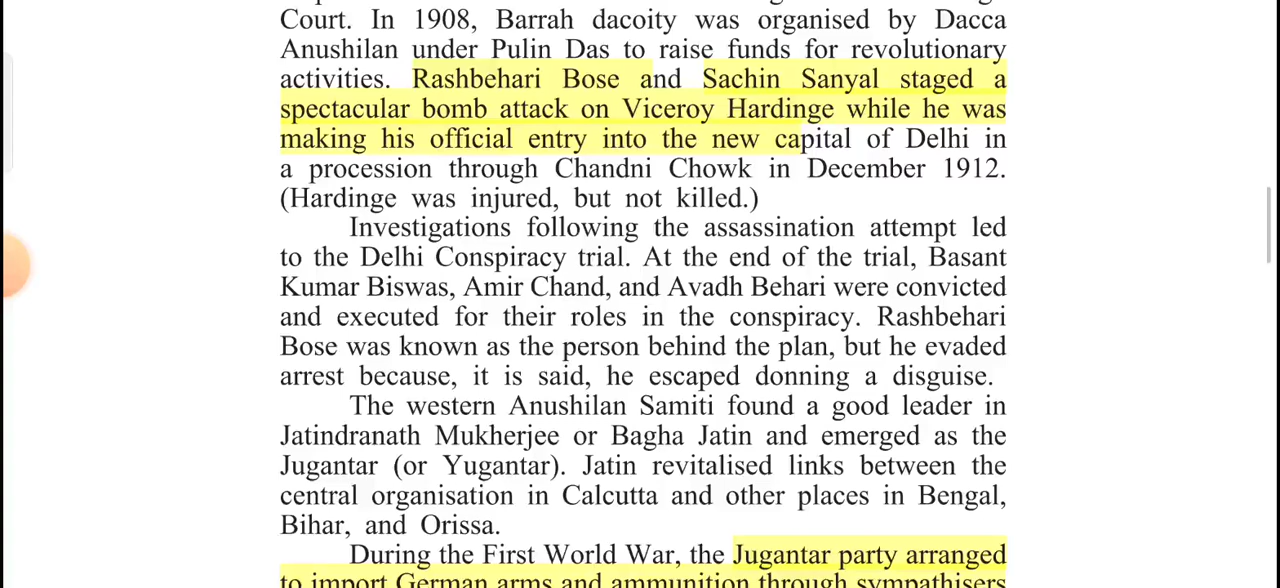 Court. In 1908, Barrah dacoity was organised by Dacca
Anushilan under Pulin Das to raise funds for revolutionary
activities. Rashbehari Bose and Sachin Sanyal staged a
spectacular bomb attack on Viceroy Hardinge while he was
making his official entry into the new capital of Delhi in
a procession through Chandni Chowk in December 1912.
(Hardinge was injured, but not killed.)
Investigations following the assassination attempt led
to the Delhi Conspiracy trial. At the end of the trial, Basant
Kumar Biswas, Amir Chand, and Avadh Behari were convicted
and executed for their roles in the conspiracy. Rashbehari
Bose was known as the person behind the plan, but he evaded
arrest because, it is said, he escaped donning a disguise.
The western Anushilan Samiti found a good leader in
Jatindranath Mukherjee or Bagha Jatin and emerged as the
Jugantar (or Yugantar). Jatin revitalised links between the
central organisation in Calcutta and other places in Bengal,
Bihar, and Orissa.
During the First World War, the Jugantar party arranged
to import German arms and ammunition through sympathisers